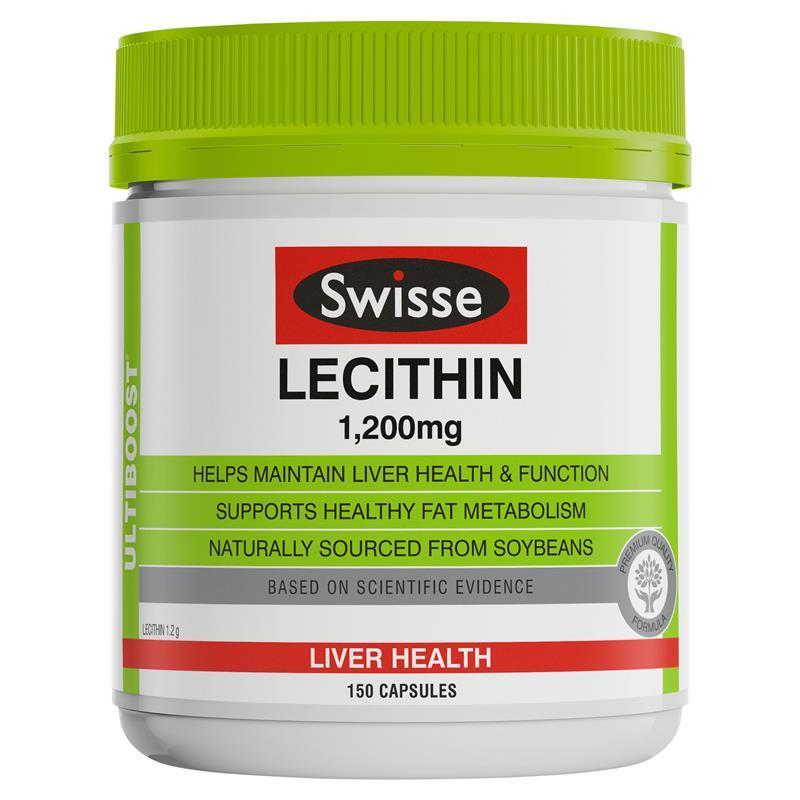 Swisse
LECITHIN
1,200mg
HELPS MAINTAIN LIVER HEALTH & FUNCTION
SUPPORTS HEALTHY FAT METABOLISM
NATURALLY SOURCED FROM SOYBEANS
BASED ON SCIENTIFIC EVIDENCE
PREMIUM QUALITY
FORMULA
ULTIBOOST®
LECITHIN 1.2 g
LIVER HEALTH
150 CAPSULES